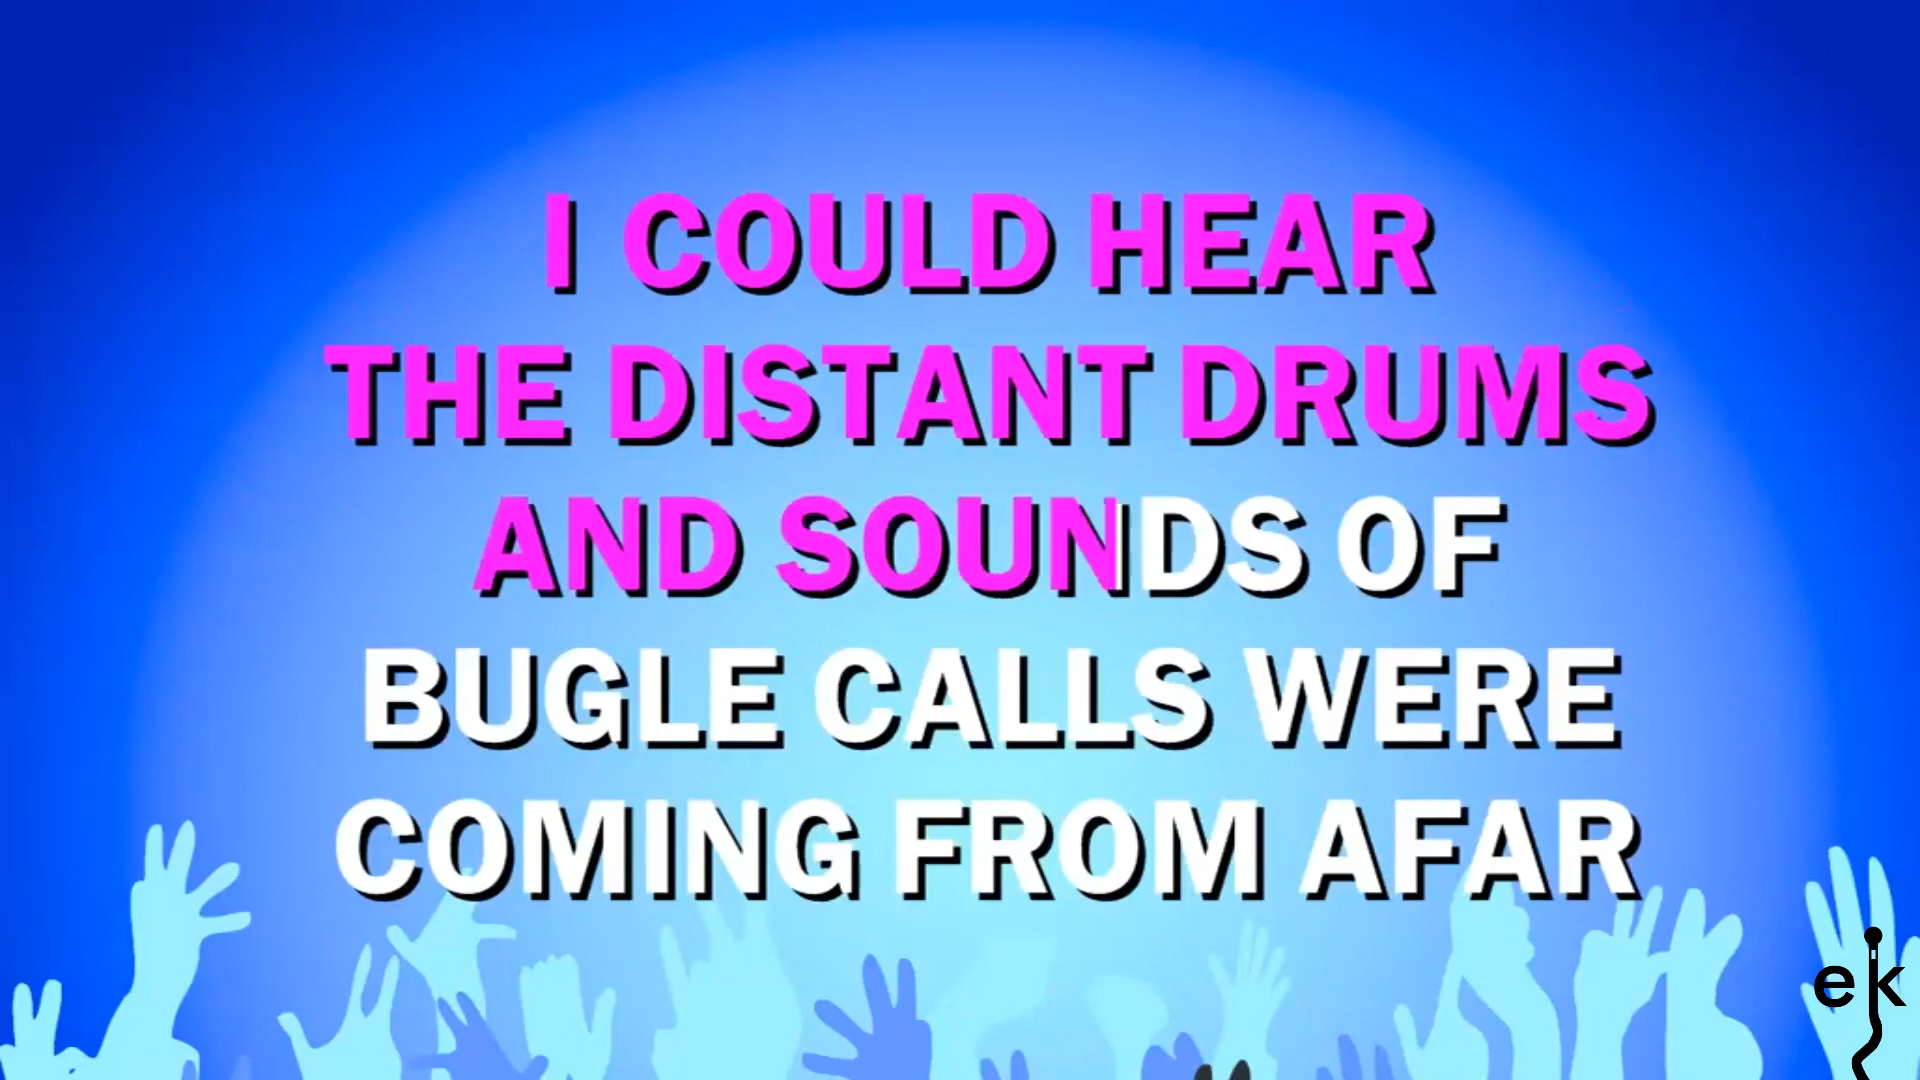 I COULD HEAR
THE DISTANT DRUMS
AND SOUNDS OF
BUGLE CALLS WERE
COMING FROM AFAR
ek